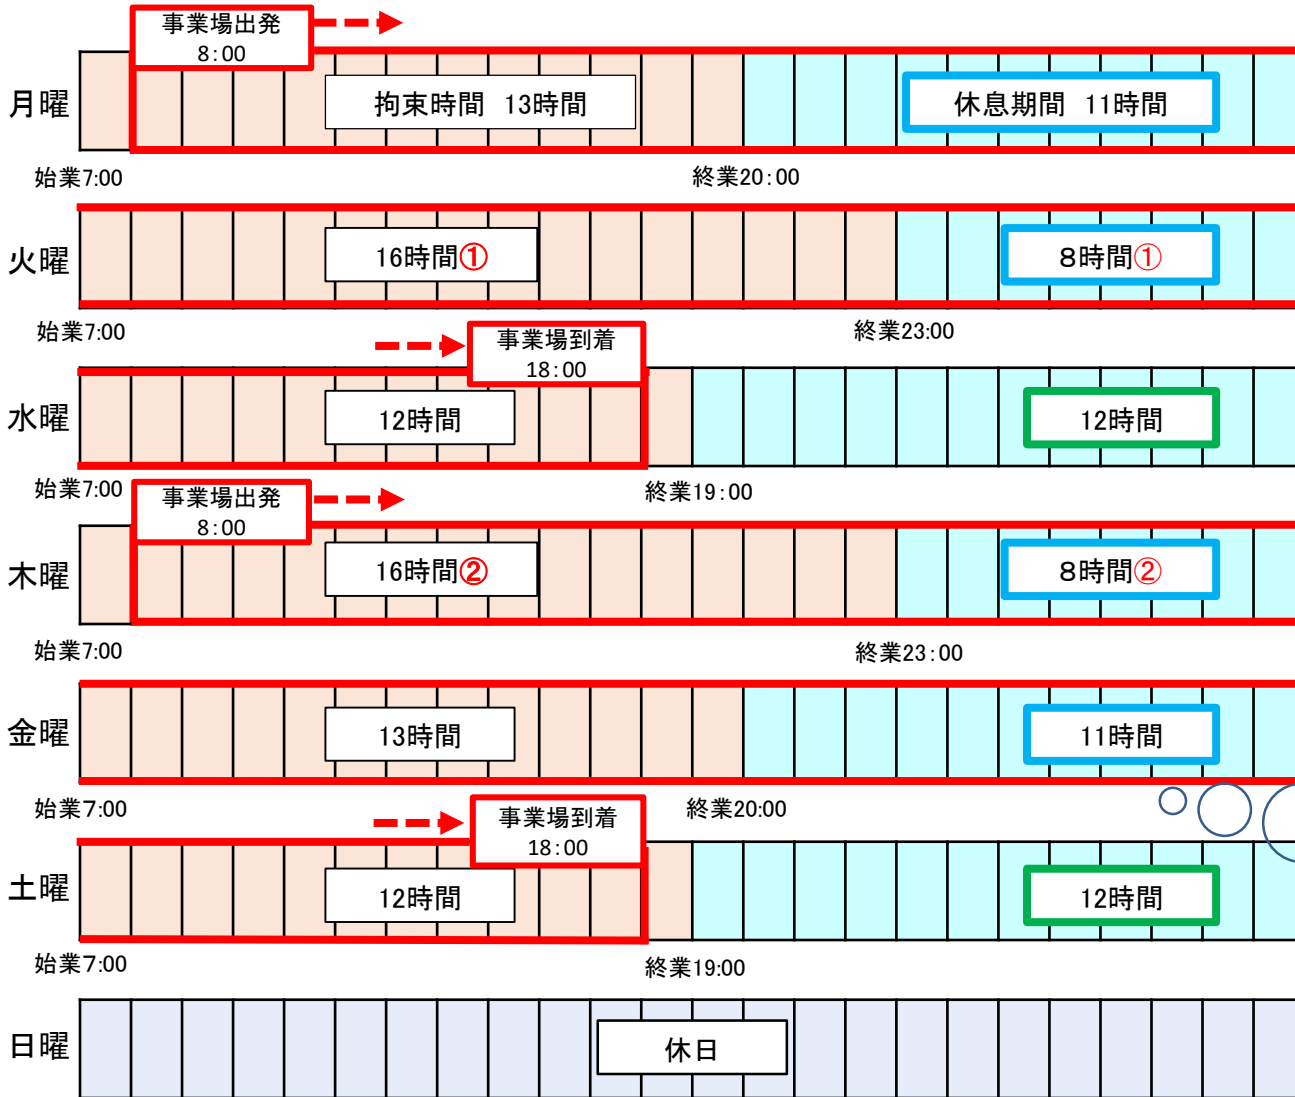 事業場出発
8:00
月曜
拘束時間 13時間
休息期間 11時間
始業7:00
終業20:00
火曜
16時間①
8時間①
始業7:00
終業23:00
事業場到着
18:00
水曜
12時間
12時間
始業7:00
終業19:00
事業場出発
8:00
木曜
16時間②
8時間②
始業7:00
終業23:00
金曜
13時間
11時間
始業7:00
終業20:00
事業場到着
18:00
土曜
12時間
12時間
始業7:00
終業19:00
日曜
休日